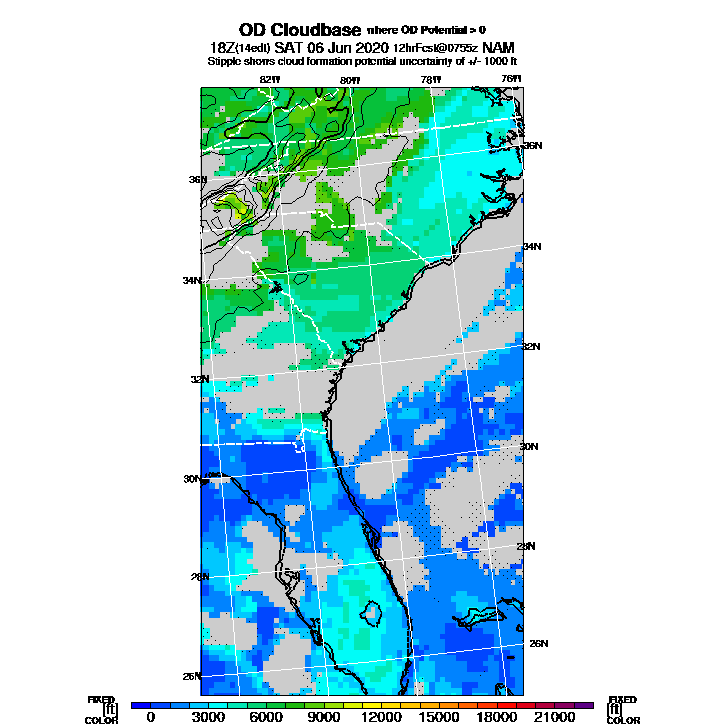 OD Cloudbase where OD Potential > 0
18Z(14edt) SAT 06 Jun 2020 12hrFcst@0755z NAM
Stipple shows cloud formation potential uncertainty of +/- 1000 ft
82W 80W 78W 76W
36N 36N
34N 34N
32N 32N
30N 30N
28N 28N
26N 26N
FIXED FIXED
[ft] 0 3000 6000 9000 12000 15000 18000 21000 [ft]
COLOR COLOR